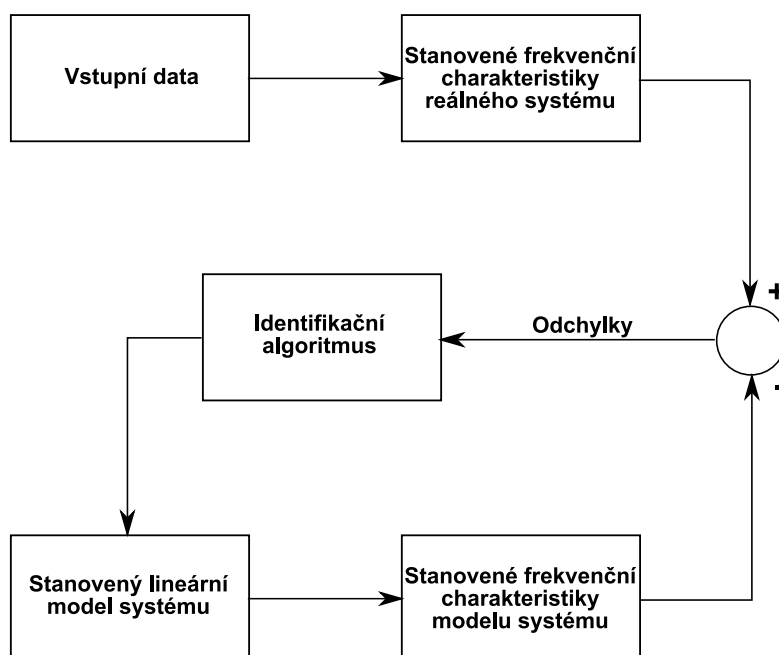 Vstupní data
Stanovené frekvenční
charakteristiky
reálného systému
+
Identifikační
algoritmus
Odchylky
-
Stanovený lineární
model systému
Stanovené frekvenční
charakteristiky
modelu systému